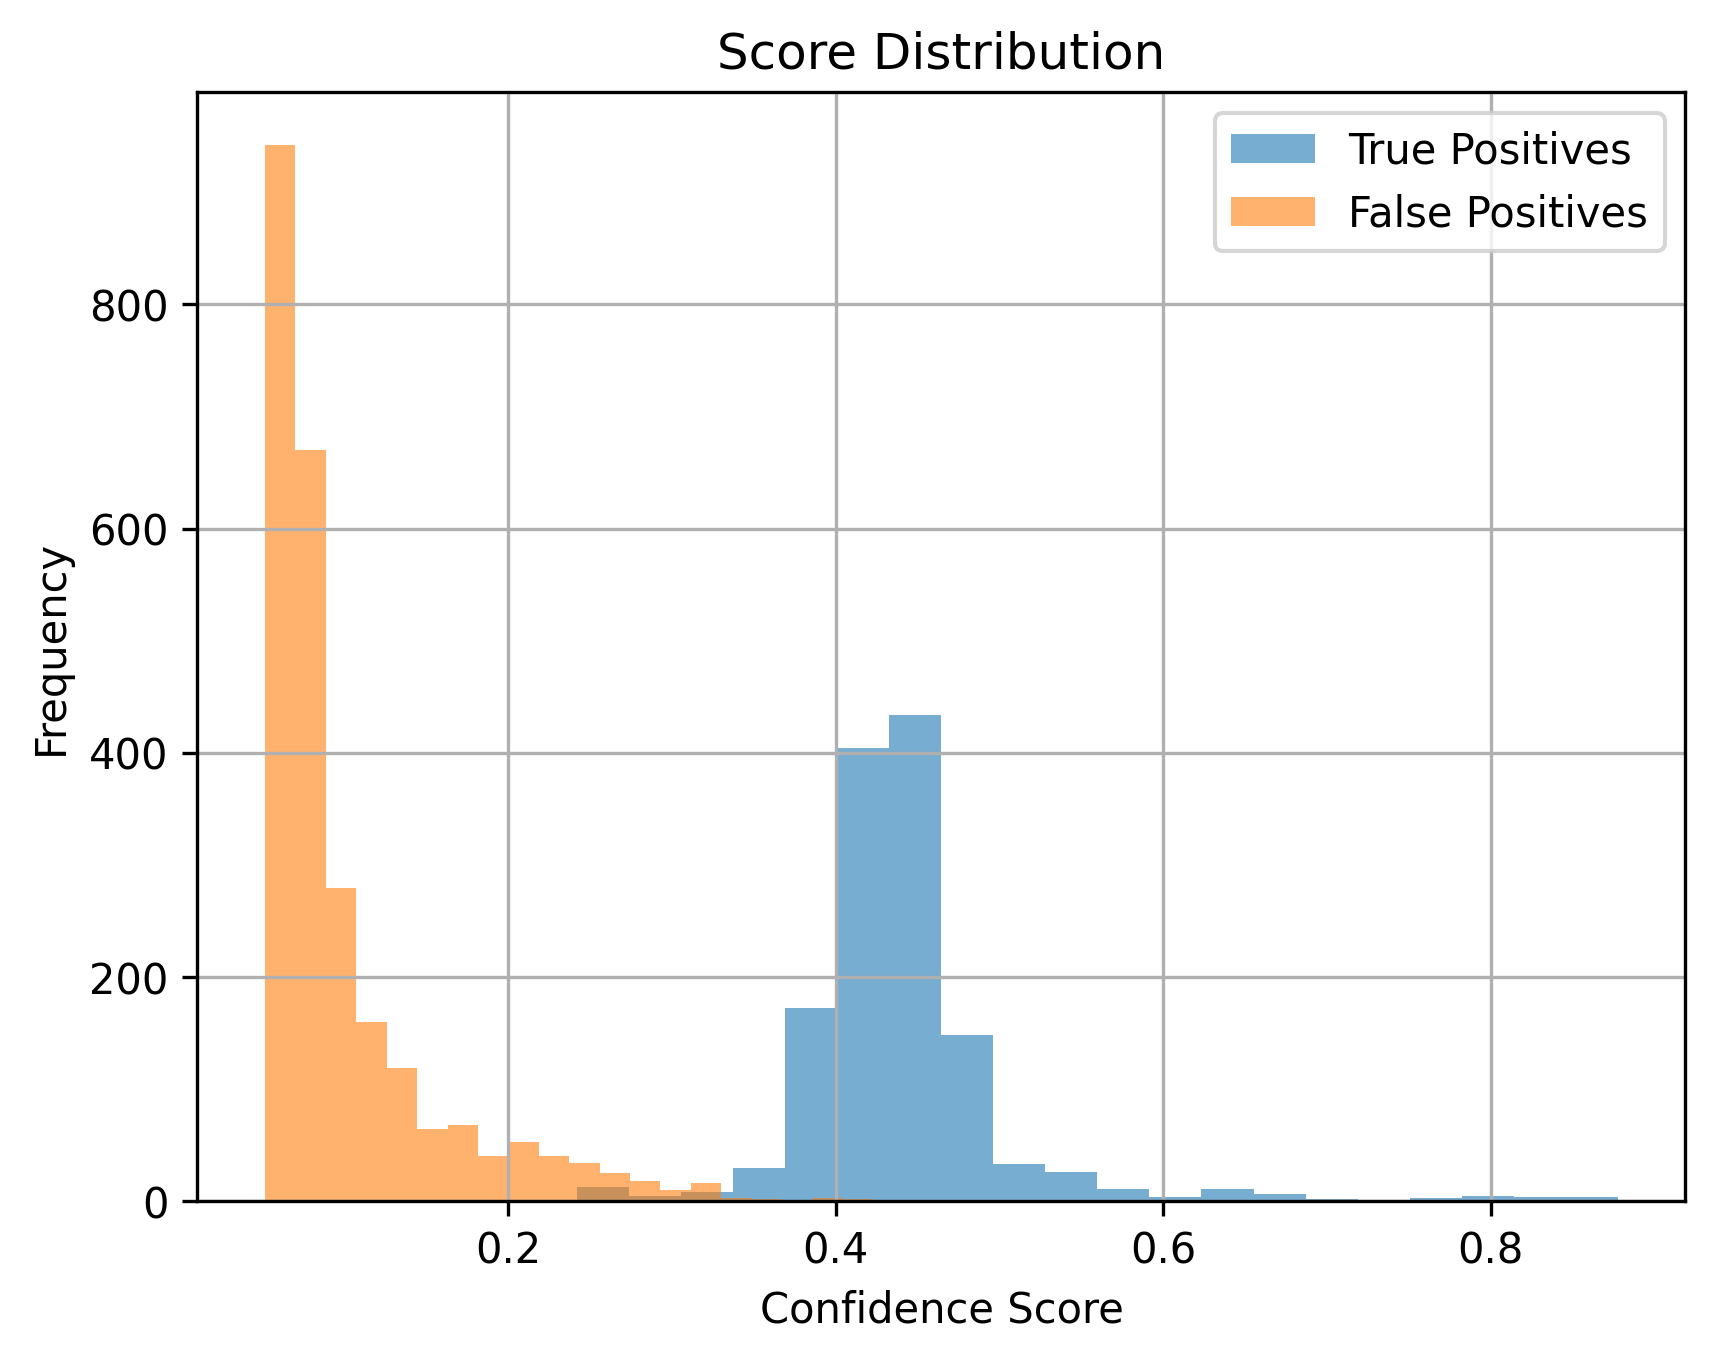 Score Distribution
True Positives
False Positives
Frequency
800
600
400
200
0
0.2 0.4 0.6 0.8
Confidence Score